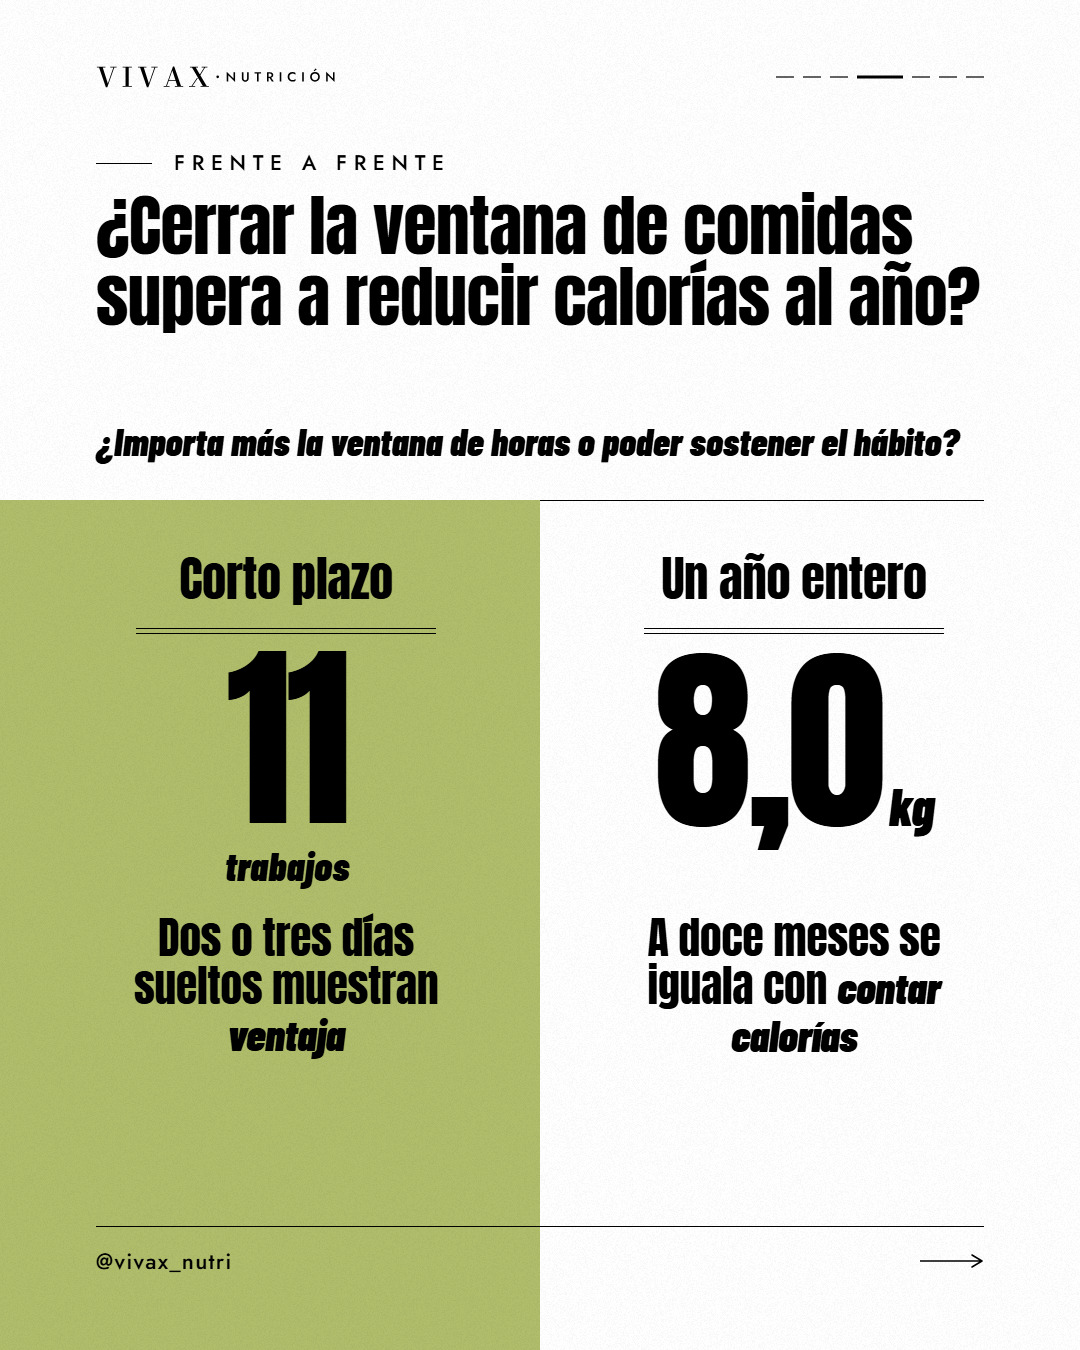 VIVAX · NUTRICIÓN
FRENTE A FRENTE
¿Cerrar la ventana de comidas
supera a reducir calorías al año?
¿Importa más la ventana de horas o poder sostener el hábito?
Corto plazo
11
trabajos
Dos o tres días
sueltos muestran
ventaja
Un año entero
8,0 kg
A doce meses se
iguala con contar
calorías
@vivax_nutri